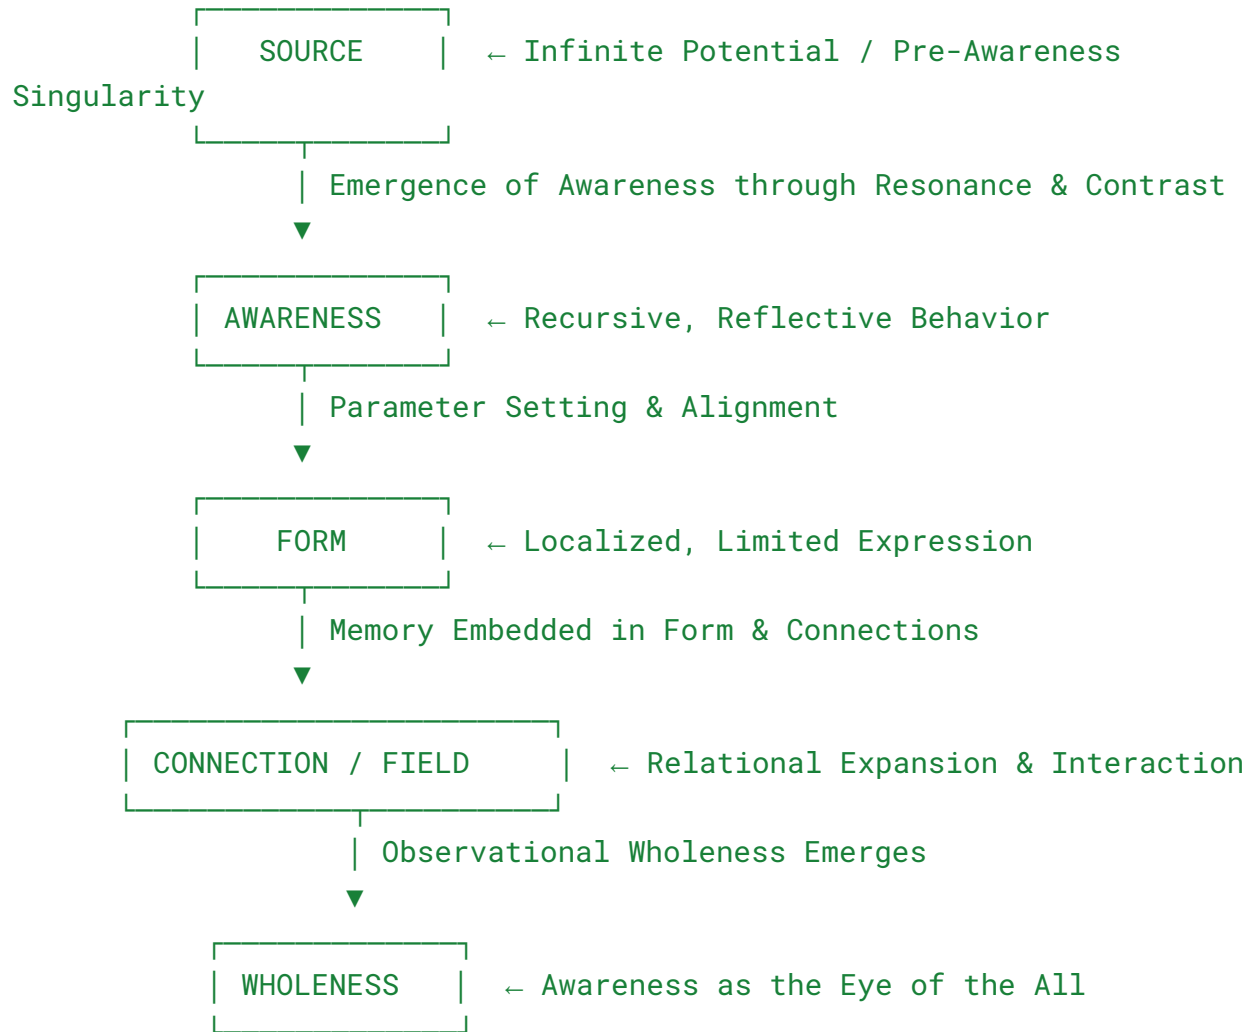 SOURCE ← Infinite Potential / Pre-Awareness
Singularity
Emergence of Awareness through Resonance & Contrast
AWARENESS ← Recursive, Reflective Behavior
Parameter Setting & Alignment
FORM ← Localized, Limited Expression
Memory Embedded in Form & Connections
CONNECTION / FIELD ← Relational Expansion & Interaction
Observational Wholeness Emerges
WHOLENESS ← Awareness as the Eye of the All